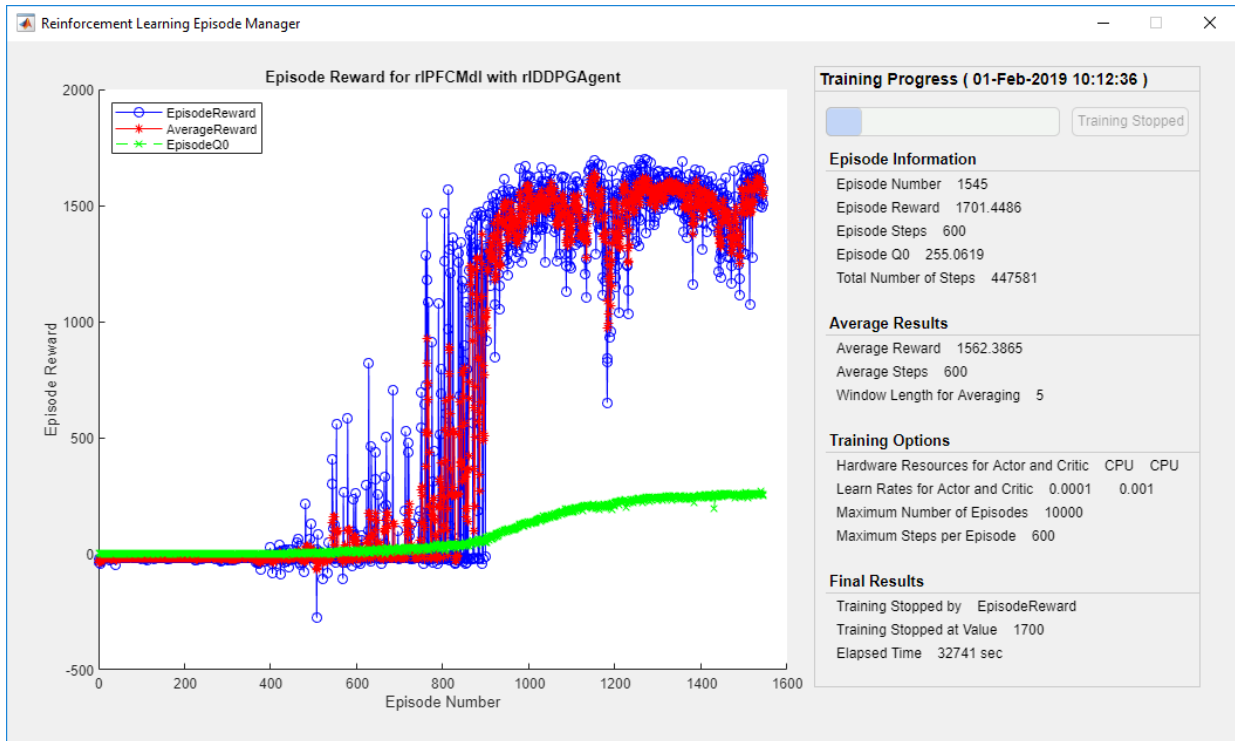 Reinforcement Learning Episode Manager
Episode Reward for rlPFCMdl with rlDDPGAgent
2000
1500
1000
500
0
-500
0 200 400 600 800 1000 1200 1400 1600
Episode Reward
Episode Number
EpisodeReward
AverageReward
EpisodeQ0
Training Progress ( 01-Feb-2019 10:12:36 )
Training Stopped
Episode Information
Episode Number 1545
Episode Reward 1701.4486
Episode Steps 600
Episode Q0 255.0619
Total Number of Steps 447581
Average Results
Average Reward 1562.3865
Average Steps 600
Window Length for Averaging 5
Training Options
Hardware Resources for Actor and Critic CPU CPU
Learn Rates for Actor and Critic 0.0001 0.001
Maximum Number of Episodes 10000
Maximum Steps per Episode 600
Final Results
Training Stopped by EpisodeReward
Training Stopped at Value 1700
Elapsed Time 32741 sec